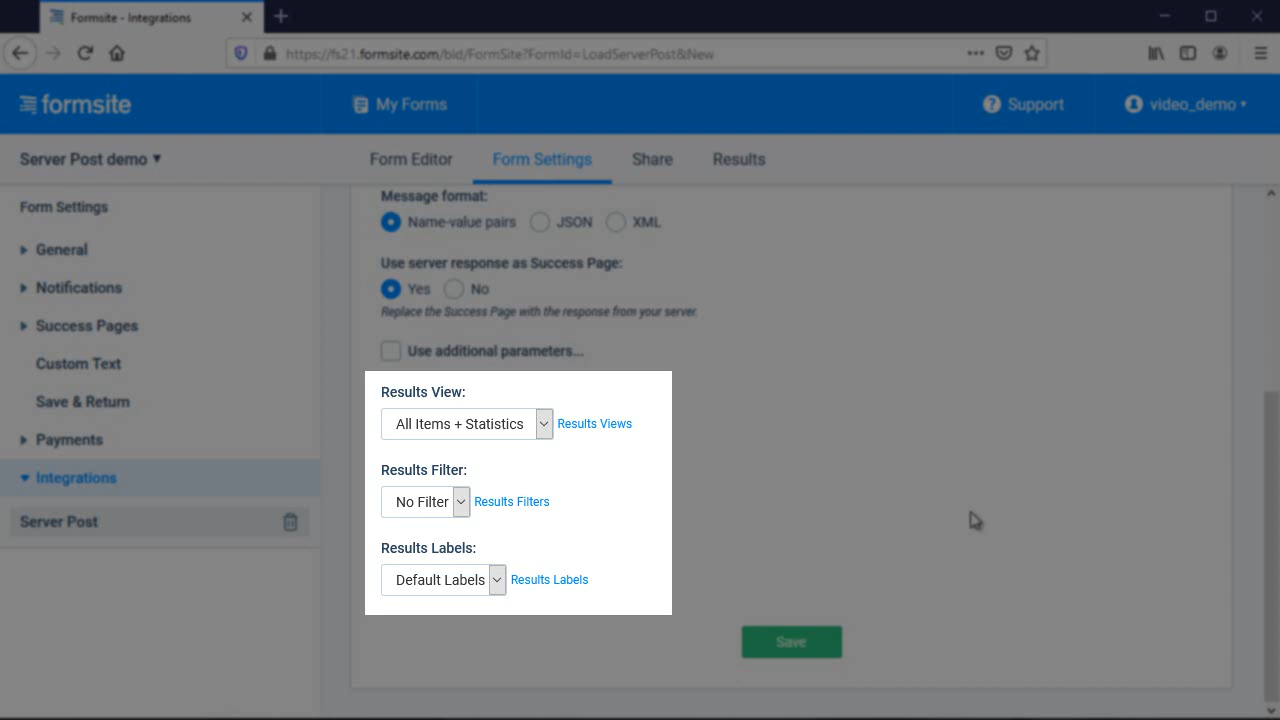 Formsite - Integrations
https://fs21.formsite.com/bld/FormSite?FormId=LoadServerPost&New
formsite
My Forms
Support
video_demo
Server Post demo
Form Editor
Form Settings
Share
Results
Form Settings
General
Notifications
Success Pages
Custom Text
Save & Return
Payments
Integrations
Server Post
Message format:
Name-value pairs
JSON
XML
Use server response as Success Page:
Yes
No
Replace the Success Page with the response from your server.
Use additional parameters...
Results View:
All Items + Statistics
Results Views
Results Filter:
No Filter
Results Filters
Results Labels:
Default Labels
Results Labels
Save